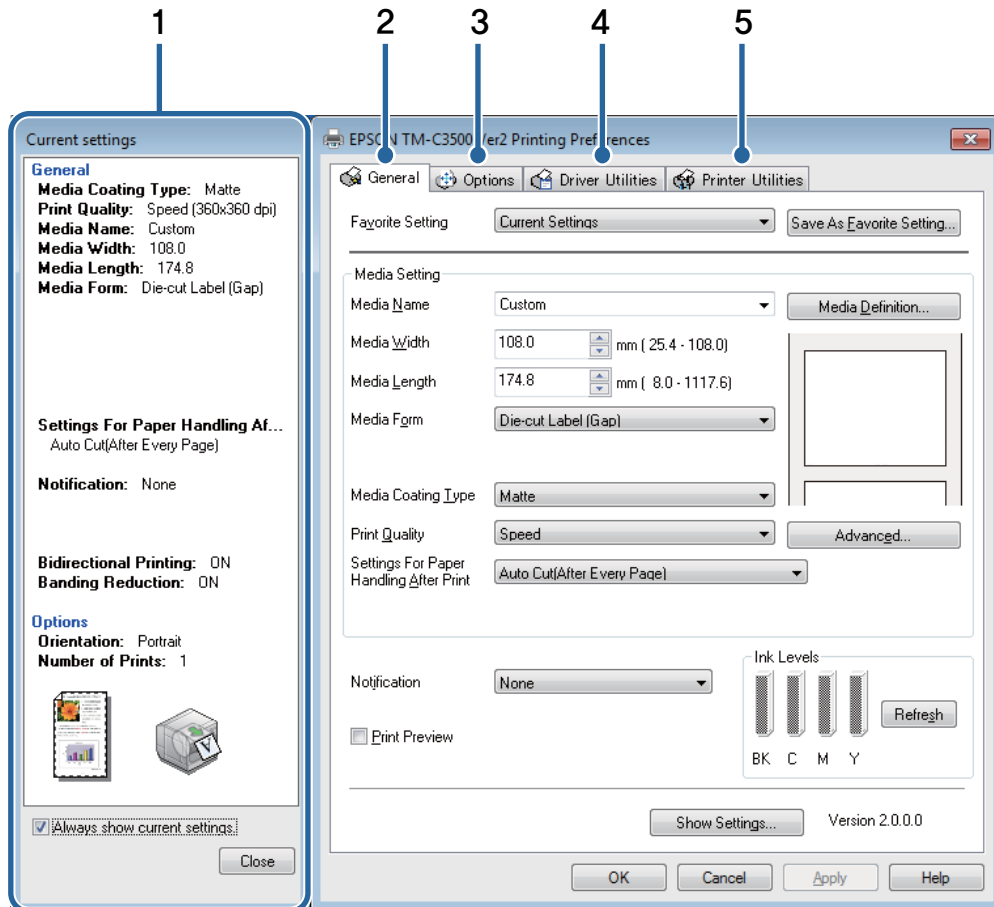 1 2 3 4 5
Current settings
General
Media Coating Type: Matte
Print Quality: Speed (360x360 dpi)
Media Name: Custom
Media Width: 108.0
Media Length: 174.8
Media Form: Die-cut Label (Gap)
Settings For Paper Handling Af...
Auto Cut(After Every Page)
Notification: None
Bidirectional Printing: ON
Banding Reduction: ON
Options
Orientation: Portrait
Number of Prints: 1
Always show current settings.
Close
EPSON TM-C3500 Ver2 Printing Preferences
General Options Driver Utilities Printer Utilities
Favorite Setting Current Settings Save As Favorite Setting...
Media Setting
Media Name Custom Media Definition...
Media Width 108.0 mm ( 25.4 - 108.0)
Media Length 174.8 mm ( 8.0 - 1117.6)
Media Form Die-cut Label (Gap)
Media Coating Type Matte
Print Quality Speed Advanced...
Settings For Paper
Handling After Print Auto Cut(After Every Page)
Ink Levels
Notification None
Refresh
Print Preview
BK C M Y
Show Settings... Version 2.0.0.0
OK Cancel Apply Help